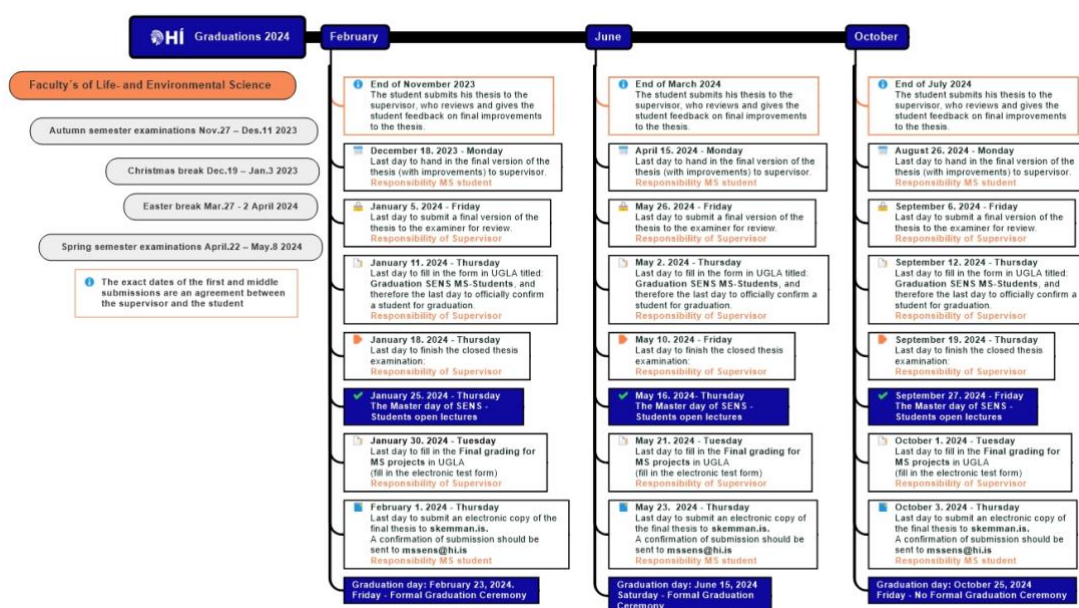 HÍ Graduations 2024
Faculty´s of Life- and Environmental Science
Autumn semester examinations Nov.27 – Des.11 2023
Christmas break Dec.19 – Jan.3 2023
Easter break Mar.27 - 2 April 2024
Spring semester examinations April.22 – May.8 2024
The exact dates of the first and middle
submissions are an agreement between
the supervisor and the student
February
End of November 2023
The student submits his thesis to the
supervisor, who reviews and gives the
student feedback on final improvements
to the thesis.
December 18. 2023 - Monday
Last day to hand in the final version of the
thesis (with improvements) to supervisor.
Responsibility MS student
January 5. 2024 - Friday
Last day to submit a final version of the
thesis to the examiner for review.
Responsibility of Supervisor
January 11. 2024 - Thursday
Last day to fill in the form in UGLA titled:
Graduation SENS MS-Students, and
therefore the last day to officially confirm
a student for graduation.
Responsibility of Supervisor
January 18. 2024 - Thursday
Last day to finish the closed thesis
examination:
Responsibility of Supervisor
January 25. 2024 - Thursday
The Master day of SENS -
Students open lectures
January 30. 2024 - Tuesday
Last day to fill in the Final grading for
MS projects in UGLA
(fill in the electronic test form)
Responsibility of Supervisor
February 1. 2024 - Thursday
Last day to submit an electronic copy of the
final thesis to skemman.is.
A confirmation of submission should be
sent to mssens@hi.is
Responsibility MS student
Graduation day: February 23, 2024.
Friday - Formal Graduation Ceremony
June
End of March 2024
The student submits his thesis to the
supervisor, who reviews and gives the
student feedback on final improvements
to the thesis.
April 15. 2024 - Monday
Last day to hand in the final version of the
thesis (with improvements) to supervisor.
Responsibility MS student
May 26. 2024 - Friday
Last day to submit a final version of the
thesis to the examiner for review.
Responsibility of Supervisor
May 2. 2024 - Thursday
Last day to fill in the form in UGLA titled:
Graduation SENS MS-Students, and
therefore the last day to officially confirm a
student for graduation.
Responsibility of Supervisor
May 10. 2024 - Friday
Last day to finish the closed thesis
examination:
Responsibility of Supervisor
May 16. 2024- Thursday
The Master day of SENS -
Students open lectures
May 21. 2024 - Tuesday
Last day to fill in the Final grading for
MS projects in UGLA
(fill in the electronic test form)
Responsibility of Supervisor
May 23. 2024 - Thursday
Last day to submit an electronic copy of the
final thesis to skemman.is.
A confirmation of submission should be
sent to mssens@hi.is
Responsibility MS student
Graduation day: June 15, 2024
Saturday - Formal Graduation
Ceremony
October
End of July 2024
The student submits his thesis to the
supervisor, who reviews and gives the
student feedback on final improvements
to the thesis.
August 26. 2024 - Monday
Last day to hand in the final version of the
thesis (with improvements) to supervisor.
Responsibility MS student
September 6. 2024 - Friday
Last day to submit a final version of the
thesis to the examiner for review.
Responsibility of Supervisor
September 12. 2024 - Thursday
Last day to fill in the form in UGLA titled:
Graduation SENS MS-Students, and
therefore the last day to officially confirm a
student for graduation.
Responsibility of Supervisor
September 19. 2024 - Thursday
Last day to finish the closed thesis
examination:
Responsibility of Supervisor
September 27. 2024 - Friday
The Master day of SENS -
Students open lectures
October 1. 2024 - Tuesday
Last day to fill in the Final grading for
MS projects in UGLA
(fill in the electronic test form)
Responsibility of Supervisor
October 3. 2024 - Thursday
Last day to submit an electronic copy of the
final thesis to skemman.is.
A confirmation of submission should be
sent to mssens@hi.is
Responsibility MS student
Graduation day: October 25, 2024
Friday - No Formal Graduation Ceremony